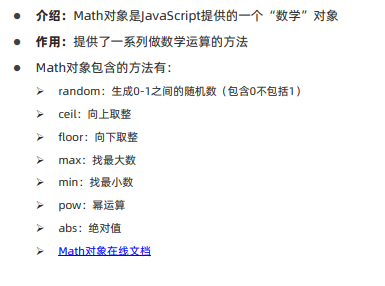 ● 介绍：Math对象是JavaScript提供的一个“数学”对象
● 作用：提供了一系列做数学运算的方法
● Math对象包含的方法有：
➢ random：生成0-1之间的随机数（包含0不包括1）
➢ ceil：向上取整
➢ floor：向下取整
➢ max：找最大数
➢ min：找最小数
➢ pow：幂运算
➢ abs：绝对值
➢ Math对象在线文档